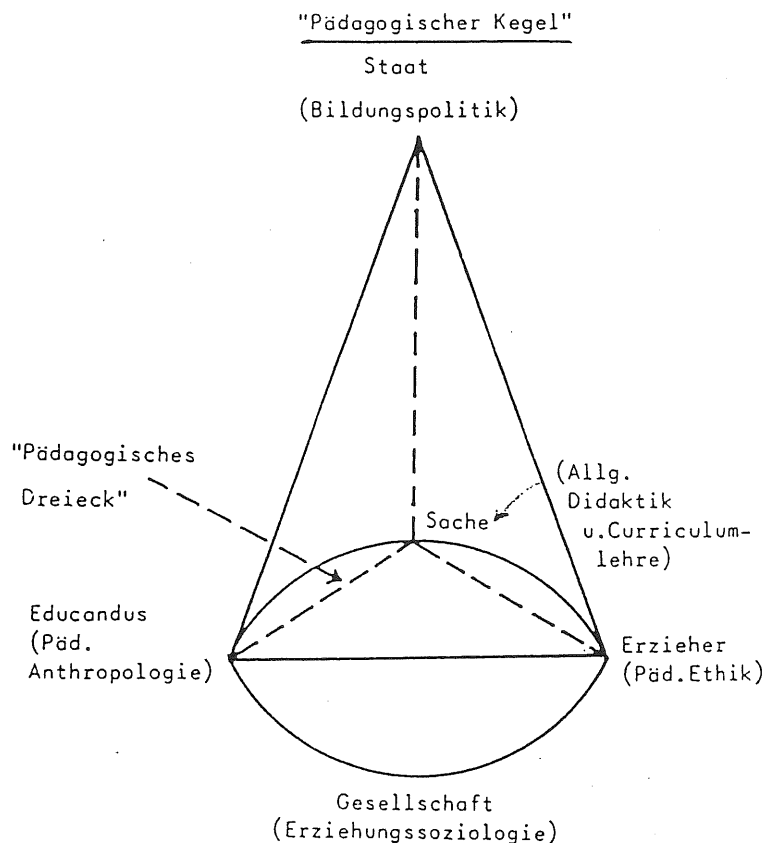 "Pädagogischer Kegel"
Staat
(Bildungspolitik)
"Pädagogisches
Dreieck"
(Allg.
Didaktik
u.Curriculum-
lehre)
Sache
Educandus
(Päd.
Anthropologie)
Erzieher
(Päd.Ethik)
Gesellschaft
(Erziehungssoziologie)